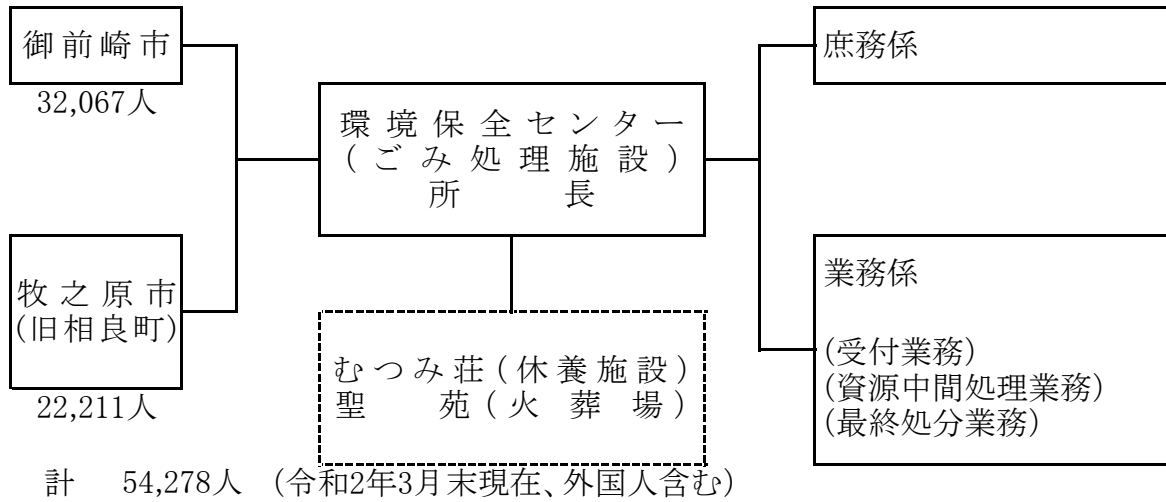 御前崎市
32,067人
牧之原市
(旧相良町)
22,211人
環境保全センター
(ごみ処理施設)
所長
むつみ荘(休養施設)
聖苑(火葬場)
庶務係
業務係
(受付業務)
(資源中間処理業務)
(最終処分業務)
計 54,278人 (令和2年3月末現在、外国人含む)